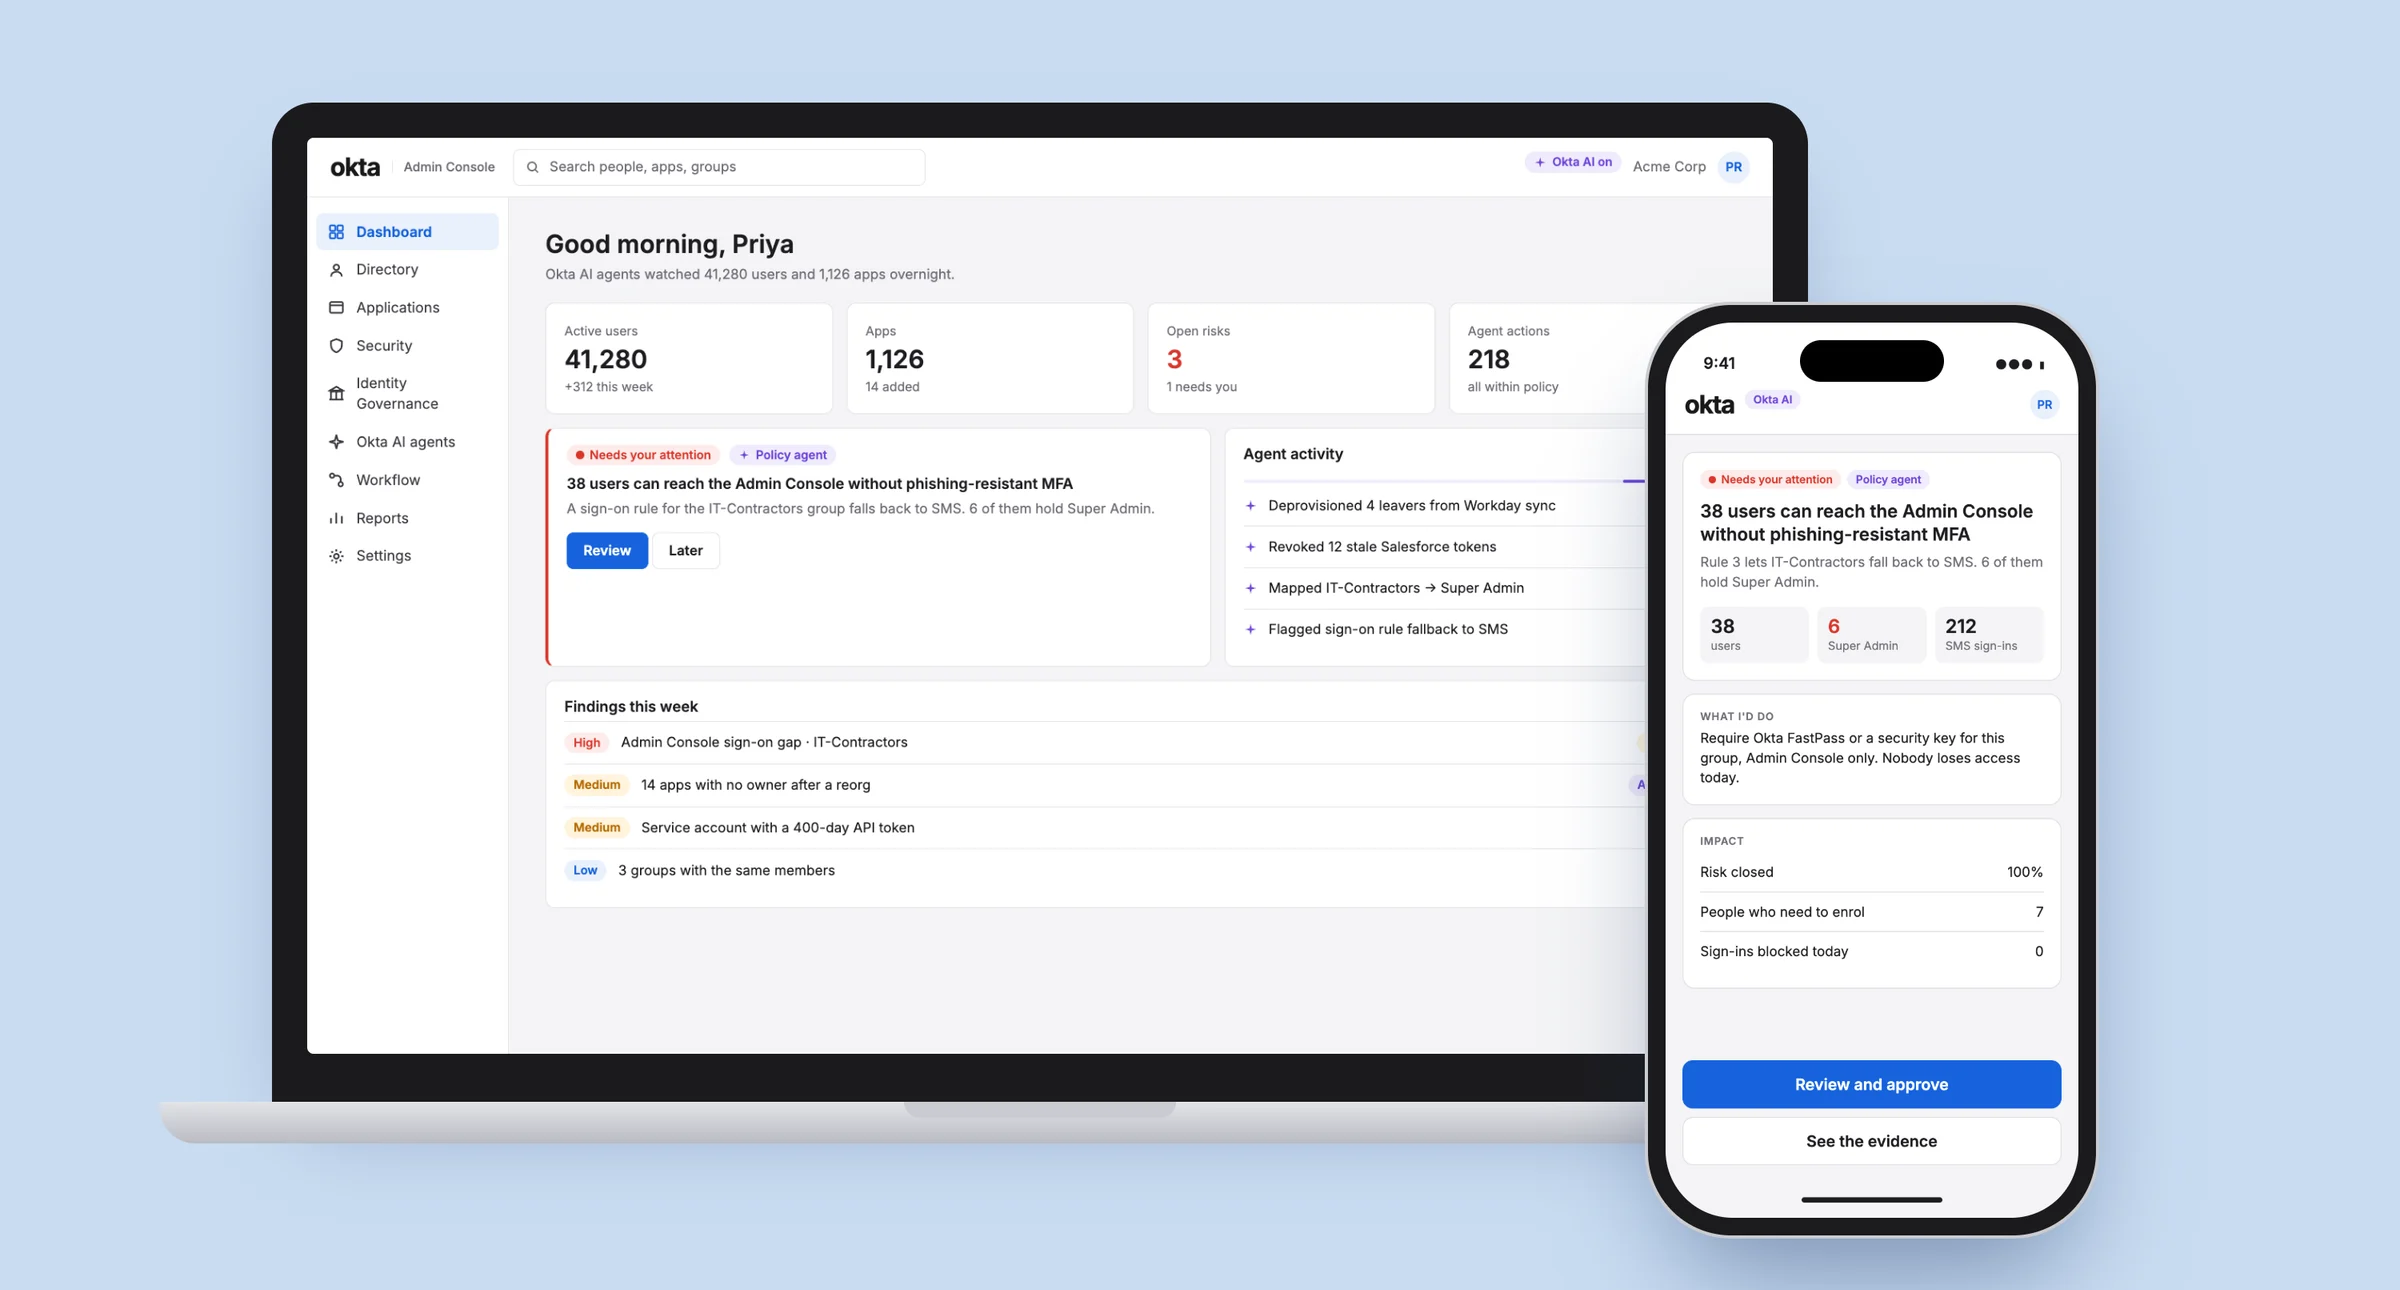 okta
Admin Console
Search people, apps, groups
Okta AI on
Acme Corp
PR
Dashboard
Directory
Applications
Security
Identity
Governance
Okta AI agents
Workflow
Reports
Settings
Good morning, Priya
Okta AI agents watched 41,280 users and 1,126 apps overnight.
Active users
41,280
+312 this week
Apps
1,126
14 added
Open risks
3
1 needs you
Agent actions
218
all within policy
Needs your attention
Policy agent
38 users can reach the Admin Console without phishing-resistant MFA
A sign-on rule for the IT-Contractors group falls back to SMS. 6 of them hold Super Admin.
Review
Later
Agent activity
Deprovisioned 4 leavers from Workday sync
Revoked 12 stale Salesforce tokens
Mapped IT-Contractors → Super Admin
Flagged sign-on rule fallback to SMS
Findings this week
High
Admin Console sign-on gap · IT-Contractors
Medium
14 apps with no owner after a reorg
Medium
Service account with a 400-day API token
Low
3 groups with the same members
9:41
okta
Okta AI
PR
Needs your attention
Policy agent
38 users can reach the Admin Console
without phishing-resistant MFA
Rule 3 lets IT-Contractors fall back to SMS. 6 of them
hold Super Admin.
38
users
6
Super Admin
212
SMS sign-ins
WHAT I'D DO
Require Okta FastPass or a security key for this
group, Admin Console only. Nobody loses access
today.
IMPACT
Risk closed
100%
People who need to enrol
7
Sign-ins blocked today
0
Review and approve
See the evidence